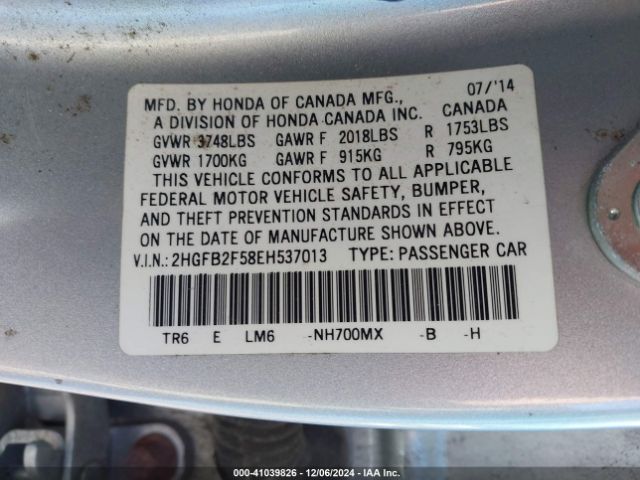 07/'14
MFD. BY HONDA OF CANADA MFG.,
A DIVISION OF HONDA CANADA INC. CANADA
GVWR 3748LBS GAWR F 2018LBS R 1753LBS
GVWR 1700KG GAWR F 915KG R 795KG
THIS VEHICLE CONFORMS TO ALL APPLICABLE
FEDERAL MOTOR VEHICLE SAFETY, BUMPER,
AND THEFT PREVENTION STANDARDS IN EFFECT
ON THE DATE OF MANUFACTURE SHOWN ABOVE.
V.I.N.: 2HGFB2F58EH537013 TYPE: PASSENGER CAR
TR6 E LM6 -NH700MX -B -H
000-41039826 - 12/06/2024 - IAA Inc.